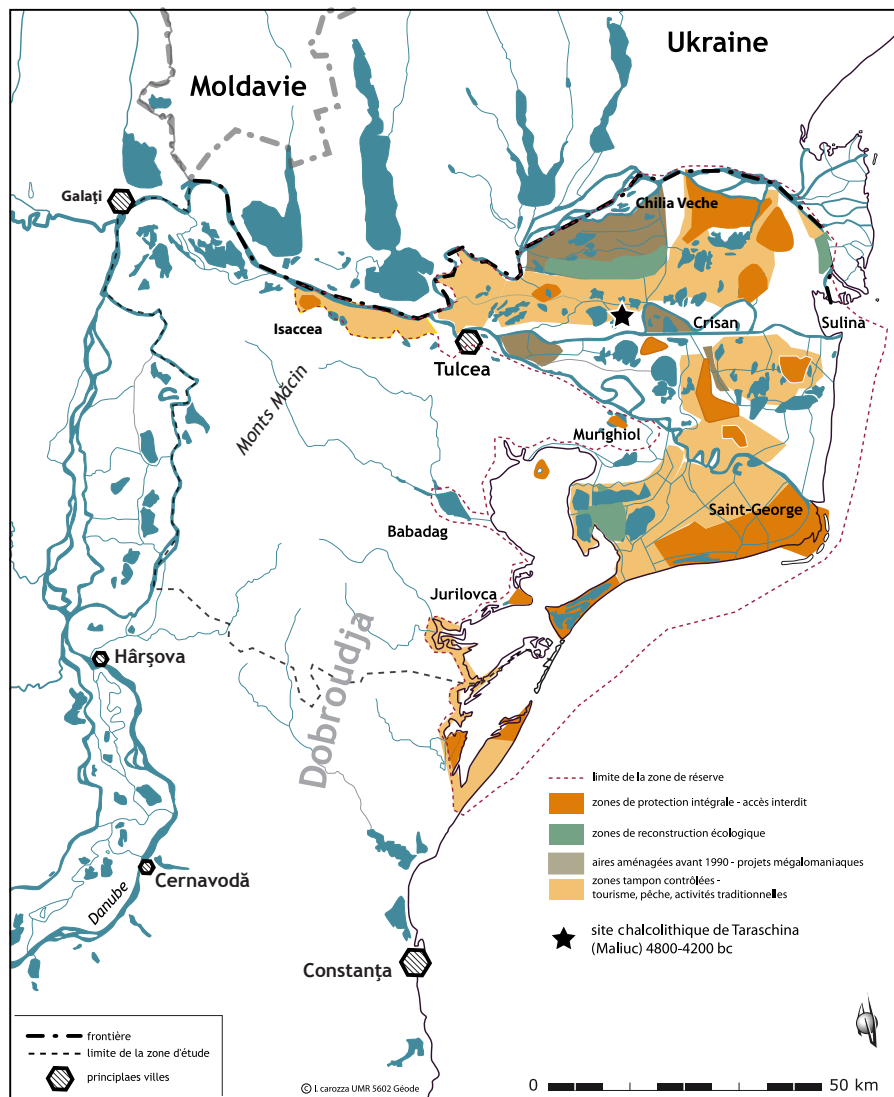 Ukraine
Moldavie
Galaţi
Chilia Veche
Isaccea
Crisan
Sulina
Tulcea
Monts Măcin
Murighiol
Saint-George
Babadag
Jurilovca
Hârşova
Dobroudja
limite de la zone de réserve
zones de protection intégrale - accès interdit
zones de reconstruction écologique
aires aménagées avant 1990 - projets mégalomaniaques
zones tampon contrôlées -
tourisme, pêche, activités traditionnelles
Cernavodă
Danube
site chalcolithique de Taraschina
(Maliuc) 4800-4200 bc
Constanţa
frontière
limite de la zone d'étude
principlaes villes
© L carozza UMR 5602 Géode
0 50 km